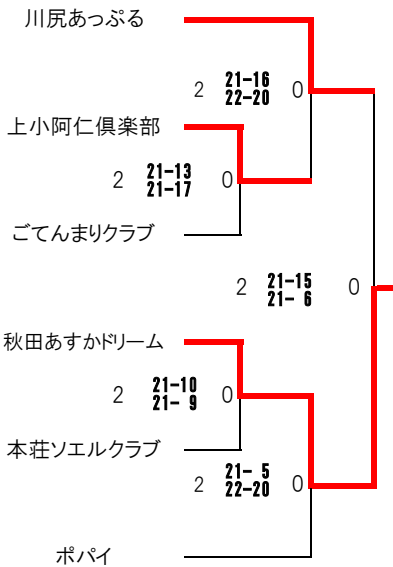 川尻あっぷる
2 21-16 0
22-20
上小阿仁倶楽部
2 21-13 0
21-17
ごてんまりクラブ
2 21-15 0
21- 6
秋田あすかドリーム
2 21-10 0
21- 9
本荘ソエルクラブ
2 21- 5 0
22-20
ポパイ